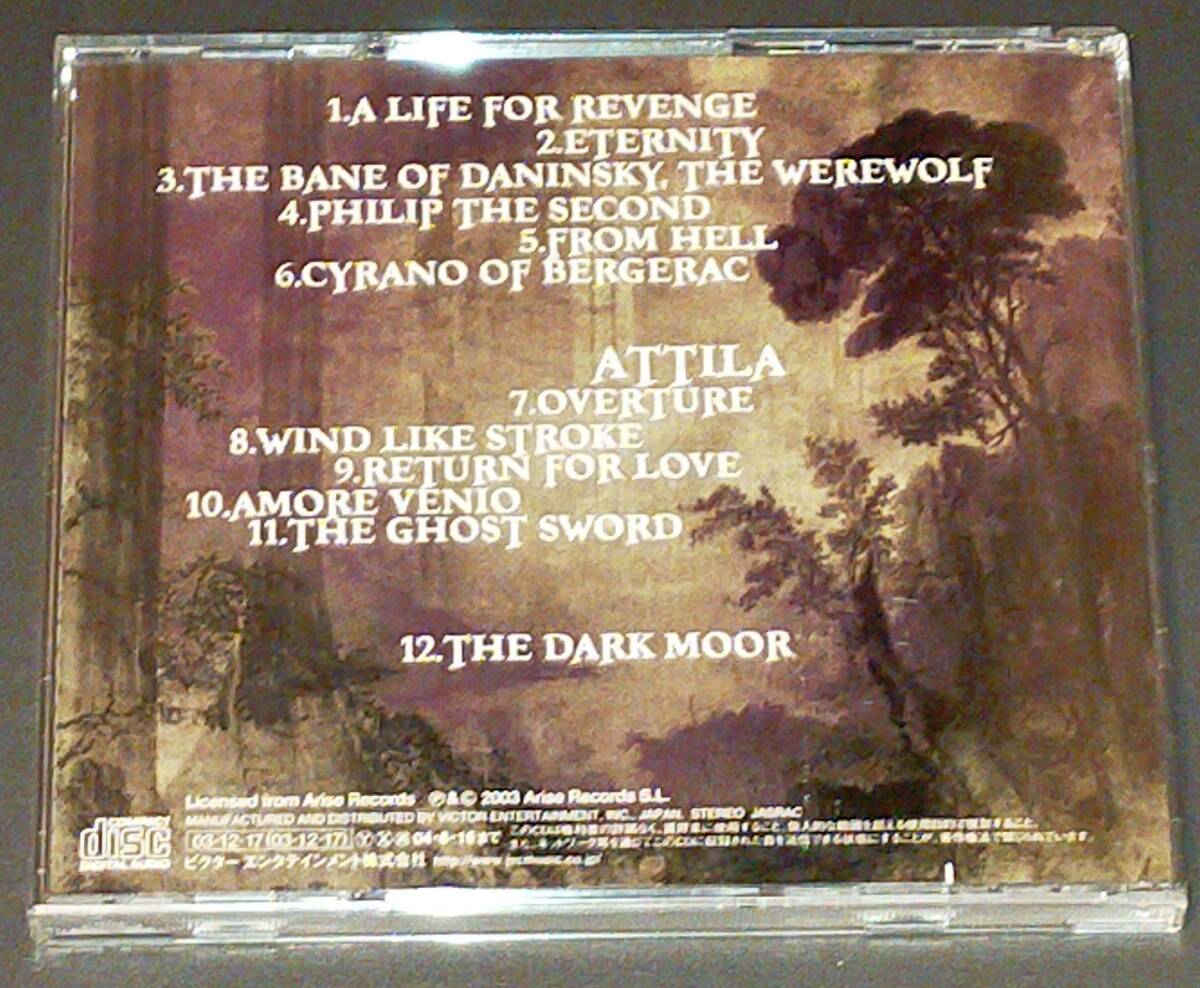 1.A LIFE FOR REVENGE
2.ETERNITY
3.THE BANE OF DANINSKY, THE WEREWOLF
4.PHILIP THE SECOND
5.FROM HELL
6.CYRANO OF BERGERAC
ATTILA
7.OVERTURE
8.WIND LIKE STROKE
9.RETURN FOR LOVE
10.AMORE VENIO
11.THE GHOST SWORD
12.THE DARK MOOR
Licensed from Arise Records ℗&© 2003 Arise Records S.L.
MANUFACTURED AND DISTRIBUTED BY VICTOR ENTERTAINMENT, INC., JAPAN. STEREO JASRAC
COMPACT
disc
DIGITAL AUDIO
03-12-17(03-12-17) 04-6-16まで
ビクター エンタテインメント株式会社